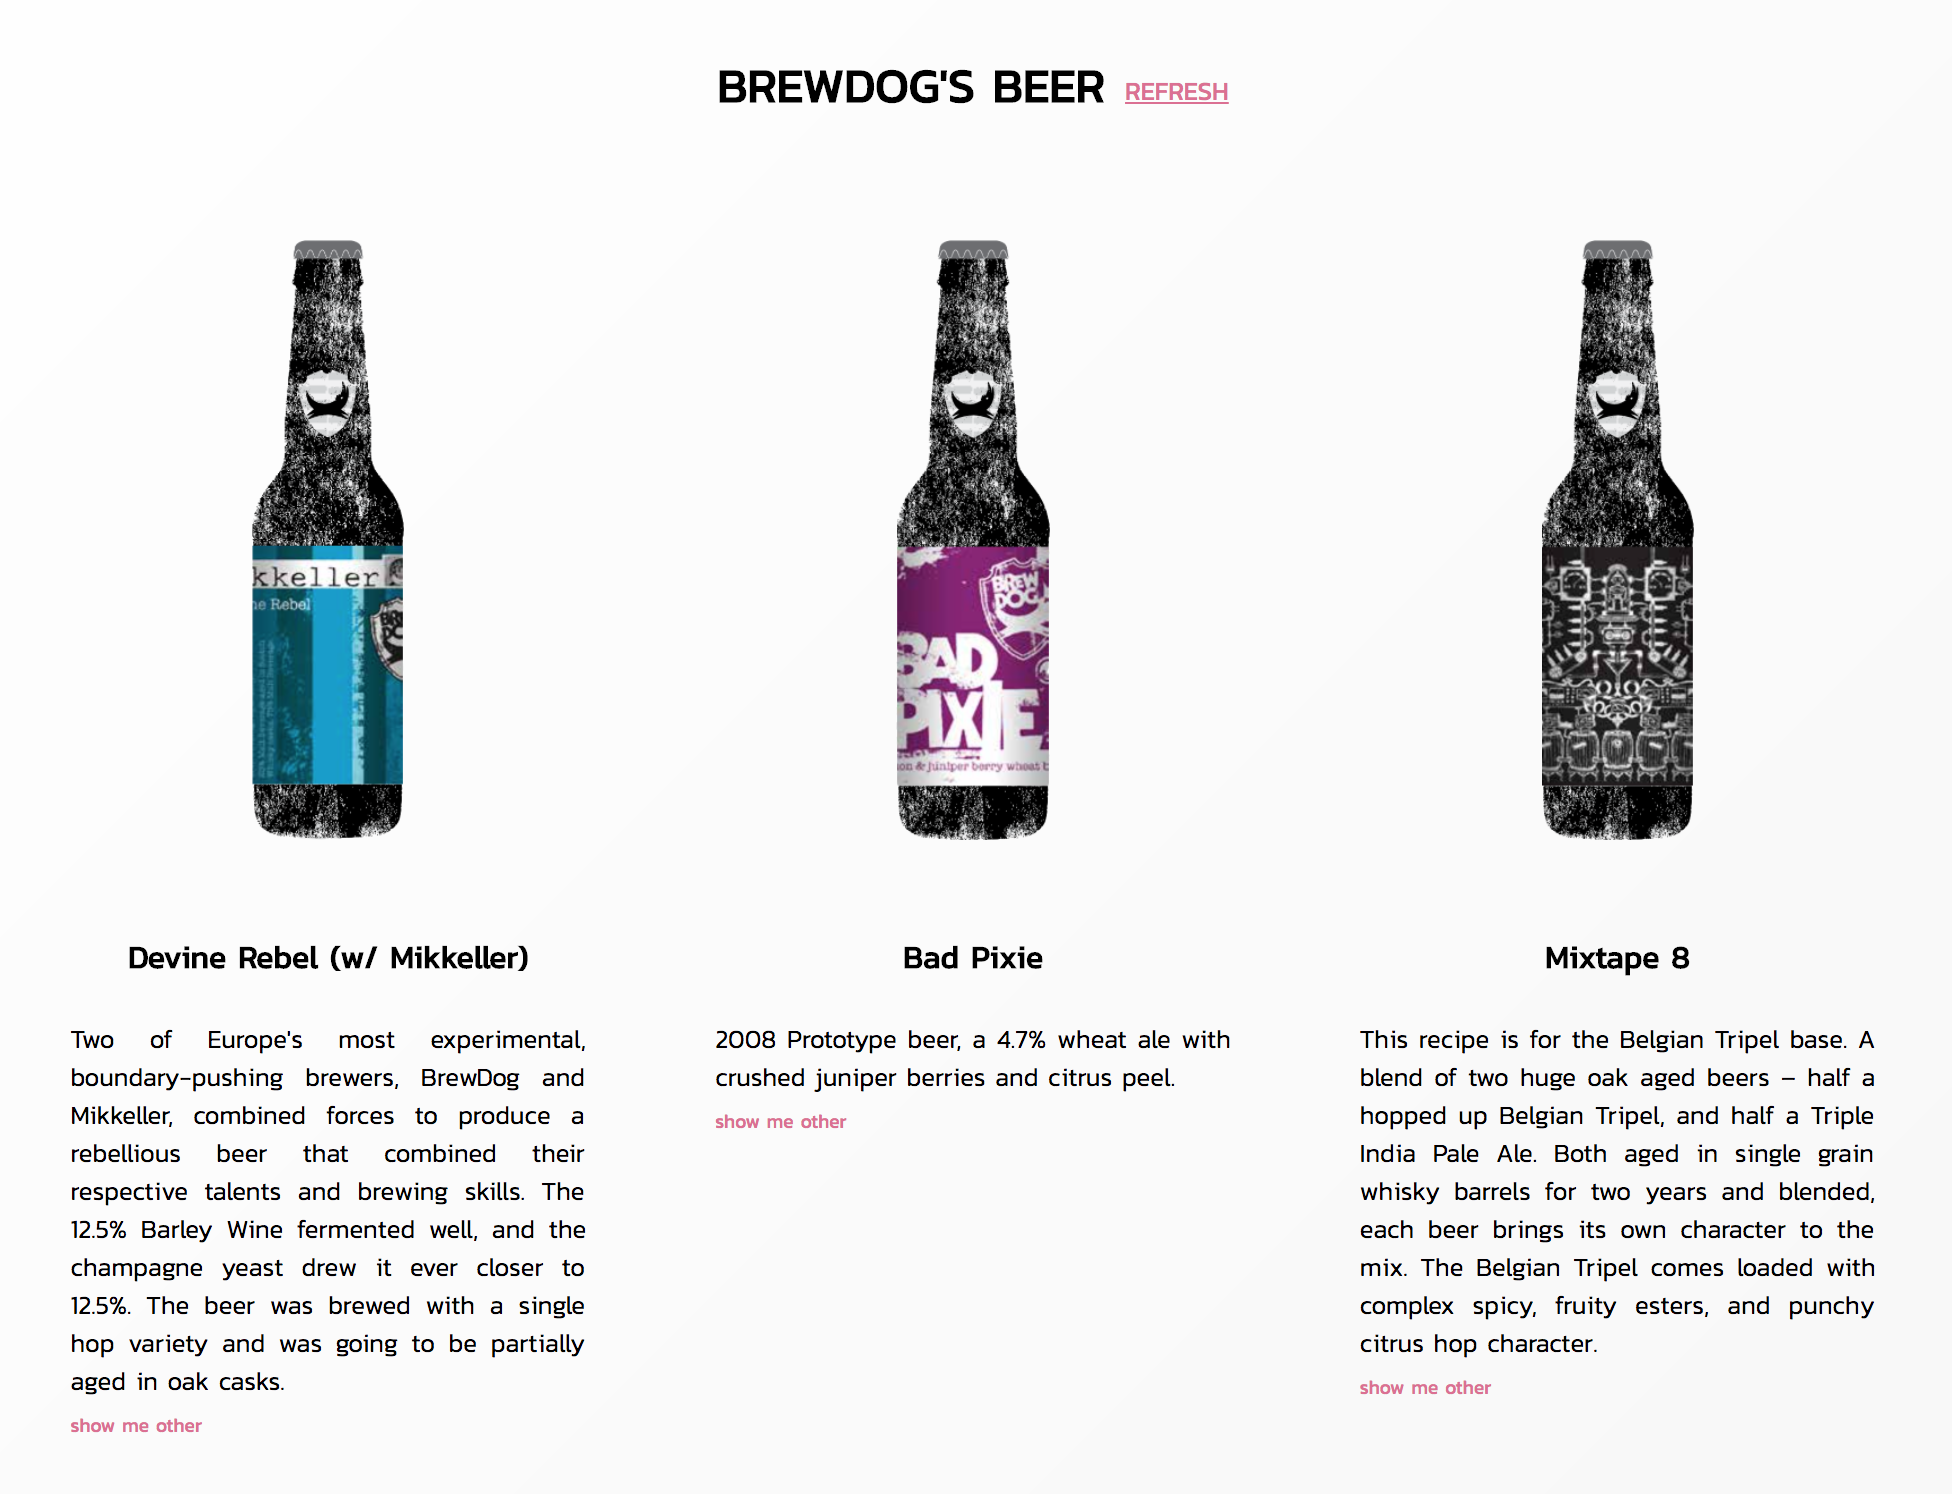 BREWDOG'S BEER REFRESH
kkeller
ne Rebel
BREW
DOG
BAD
PIXIE
on & juniper berry wheat b
Devine Rebel (w/ Mikkeller)
Two of Europe's most experimental,
boundary-pushing brewers, BrewDog and
Mikkeller, combined forces to produce a
rebellious beer that combined their
respective talents and brewing skills. The
12.5% Barley Wine fermented well, and the
champagne yeast drew it ever closer to
12.5%. The beer was brewed with a single
hop variety and was going to be partially
aged in oak casks.
show me other
Bad Pixie
2008 Prototype beer, a 4.7% wheat ale with
crushed juniper berries and citrus peel.
show me other
Mixtape 8
This recipe is for the Belgian Tripel base. A
blend of two huge oak aged beers – half a
hopped up Belgian Tripel, and half a Triple
India Pale Ale. Both aged in single grain
whisky barrels for two years and blended,
each beer brings its own character to the
mix. The Belgian Tripel comes loaded with
complex spicy, fruity esters, and punchy
citrus hop character.
show me other